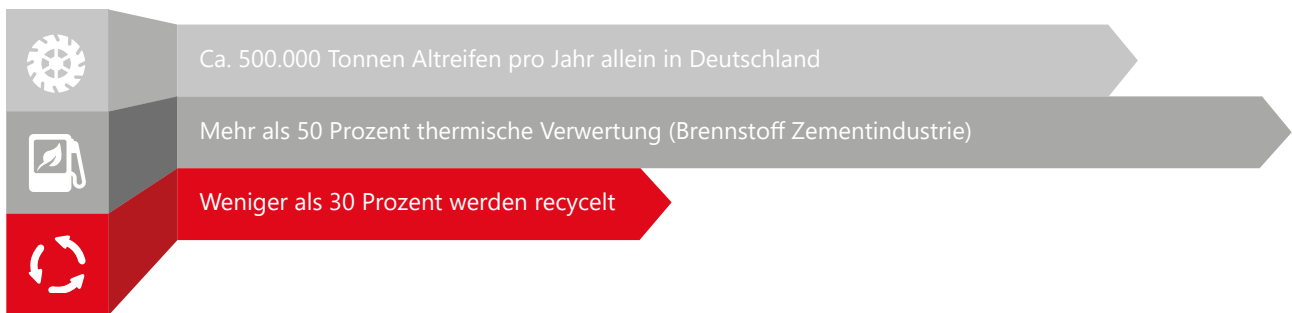 Ca. 500.000 Tonnen Altreifen pro Jahr allein in Deutschland
Mehr als 50 Prozent thermische Verwertung (Brennstoff Zementindustrie)
Weniger als 30 Prozent werden recycelt